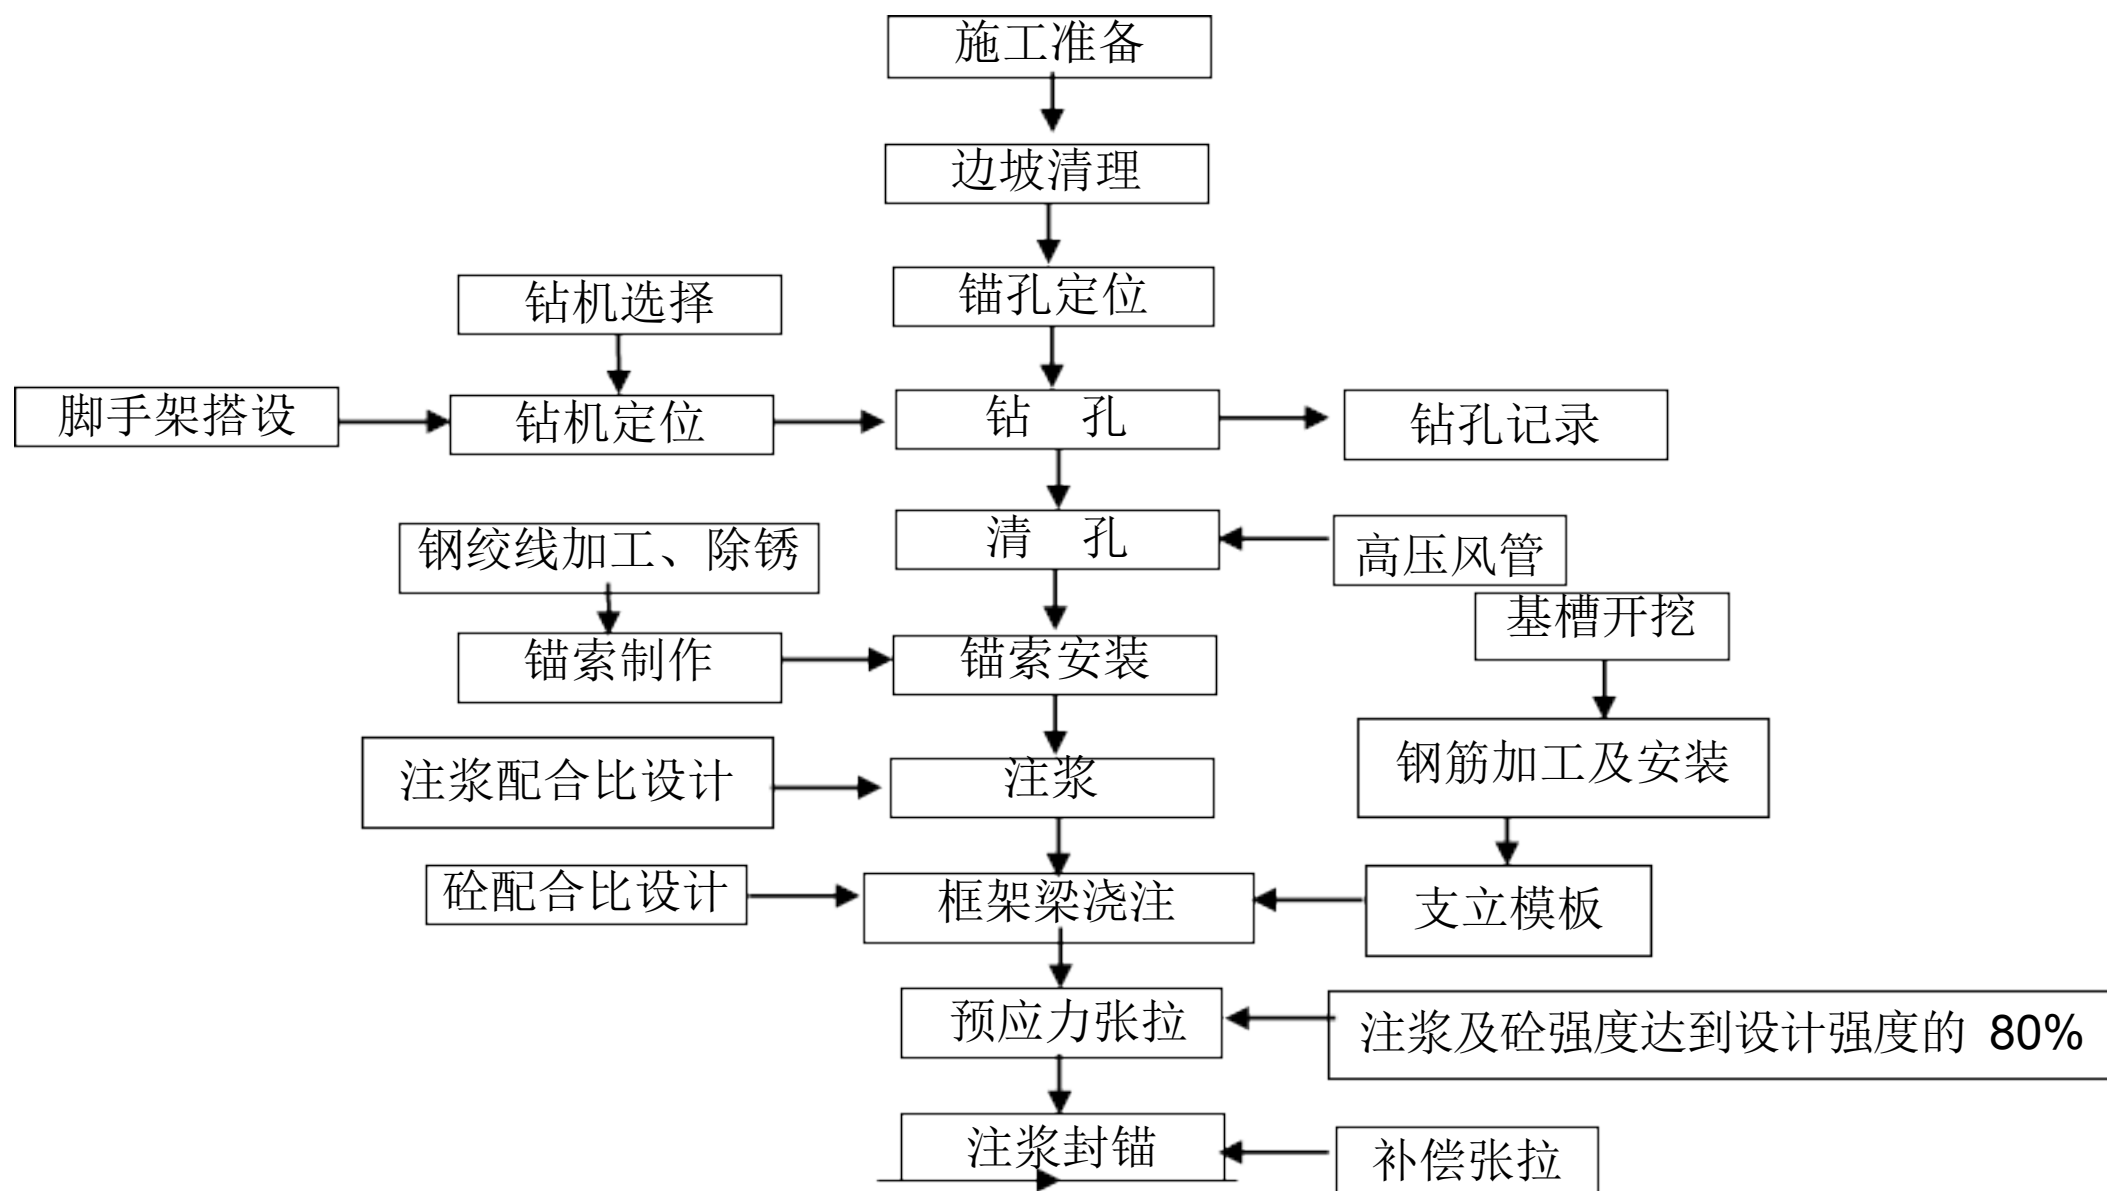 施工准备
边坡清理
钻机选择
锚孔定位
脚手架搭设
钻机定位
钻 孔
钻孔记录
钢绞线加工、除锈
清 孔
高压风管
基槽开挖
锚索制作
锚索安装
注浆配合比设计
注浆
钢筋加工及安装
砼配合比设计
框架梁浇注
支立模板
预应力张拉
注浆及砼强度达到设计强度的 80%
注浆封锚
补偿张拉